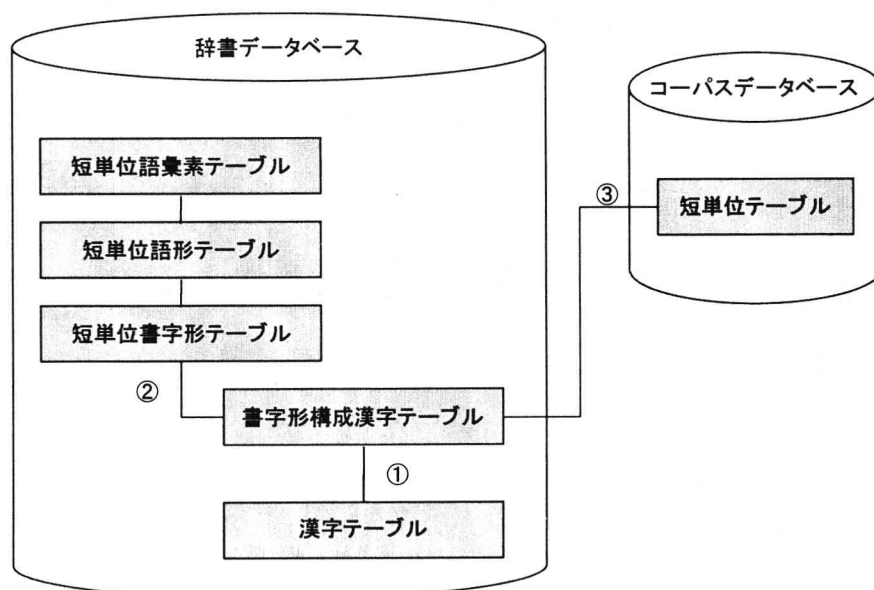 辞書データベース
コーパスデータベース
短単位語彙素テーブル
③
短単位テーブル
短単位語形テーブル
短単位書字形テーブル
②
書字形構成漢字テーブル
①
漢字テーブル